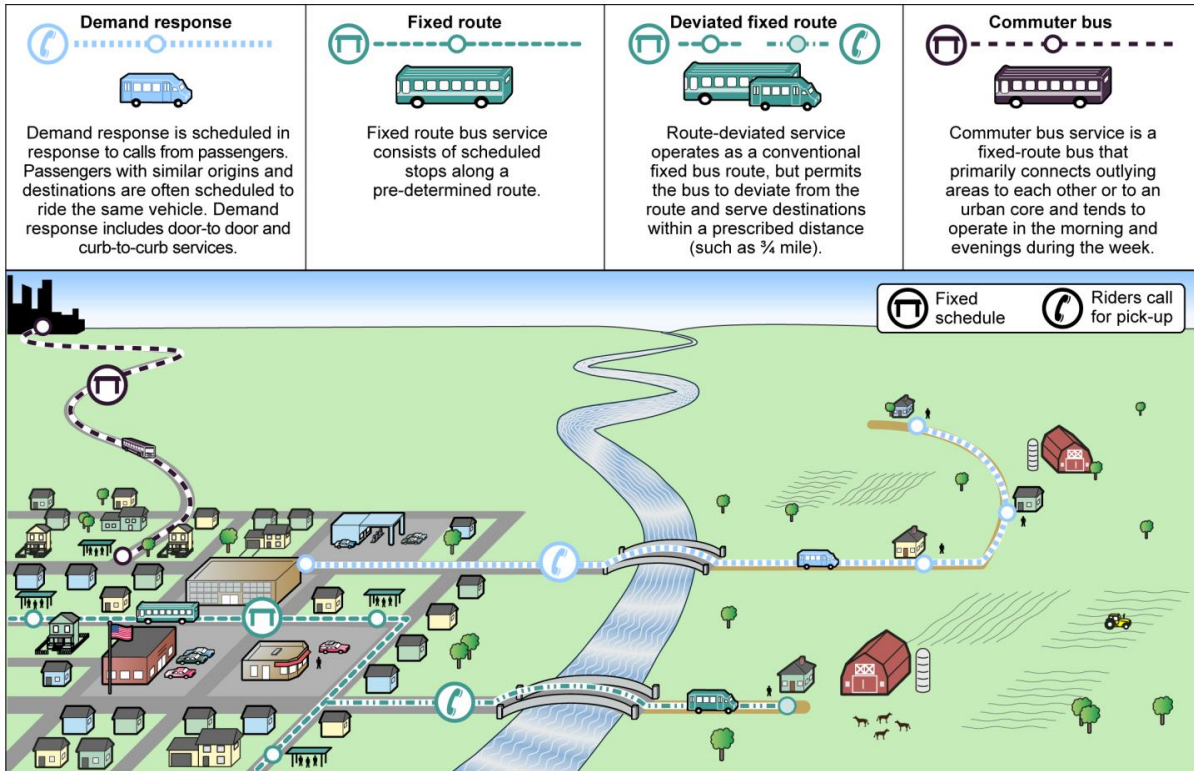 Demand response
Demand response is scheduled in
response to calls from passengers.
Passengers with similar origins and
destinations are often scheduled to
ride the same vehicle. Demand
response includes door-to door and
curb-to-curb services.
Fixed route
Fixed route bus service
consists of scheduled
stops along a
pre-determined route.
Deviated fixed route
Route-deviated service
operates as a conventional
fixed bus route, but permits
the bus to deviate from the
route and serve destinations
within a prescribed distance
(such as ¾ mile).
Commuter bus
Commuter bus service is a
fixed-route bus that
primarily connects outlying
areas to each other or to an
urban core and tends to
operate in the morning and
evenings during the week.
Fixed
schedule
Riders call
for pick-up